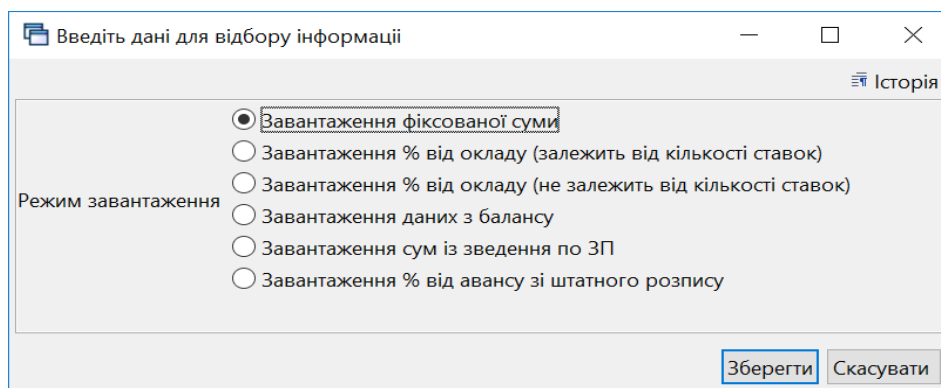 Введіть дані для відбору інформаціі
Історія
Режим завантаження
Завантаження фіксованої суми
Завантаження % від окладу (залежить від кількості ставок)
Завантаження % від окладу (не залежить від кількості ставок)
Завантаження даних з балансу
Завантаження сум із зведення по ЗП
Завантаження % від авансу зі штатного розпису
Зберегти Скасувати